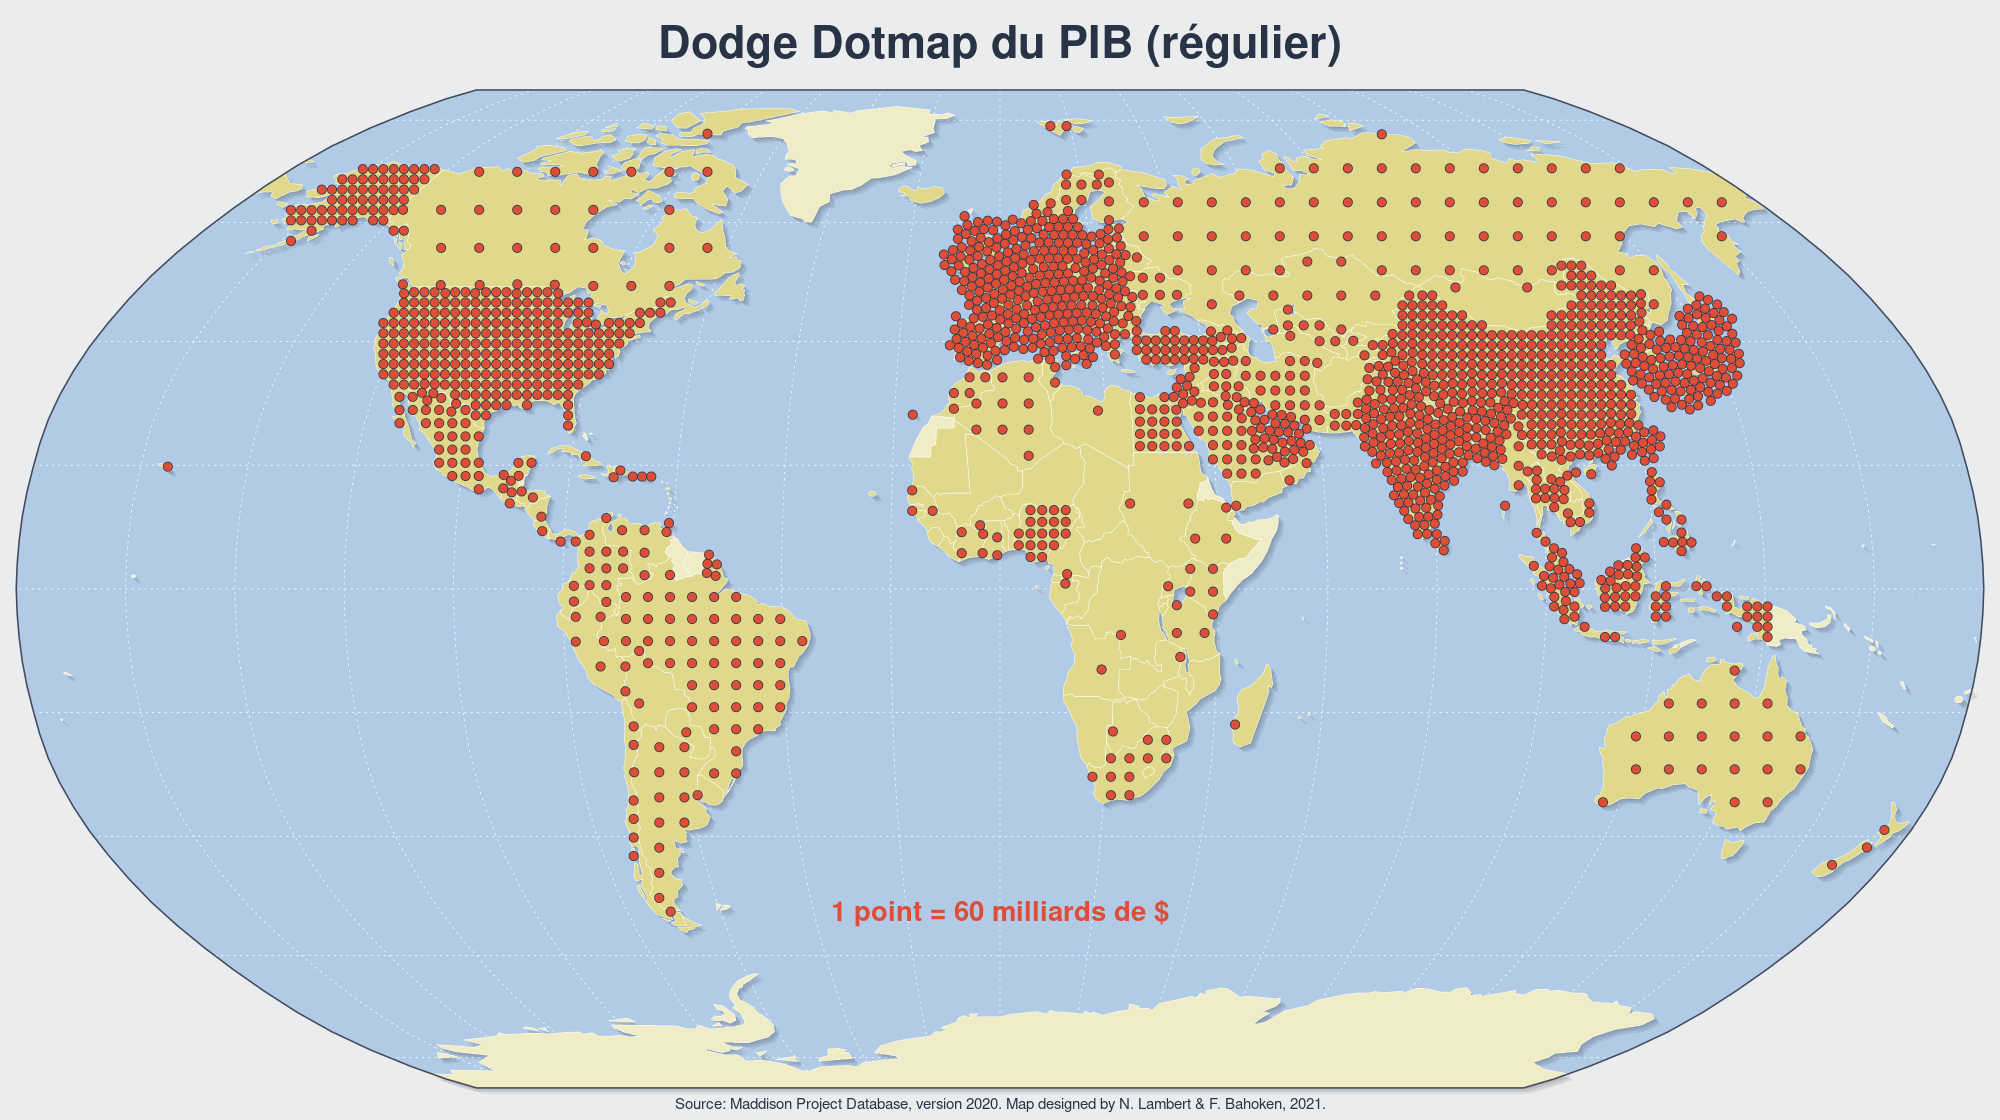 Dodge Dotmap du PIB (régulier)
1 point = 60 milliards de $
Source: Maddison Project Database, version 2020. Map designed by N. Lambert & F. Bahoken, 2021.